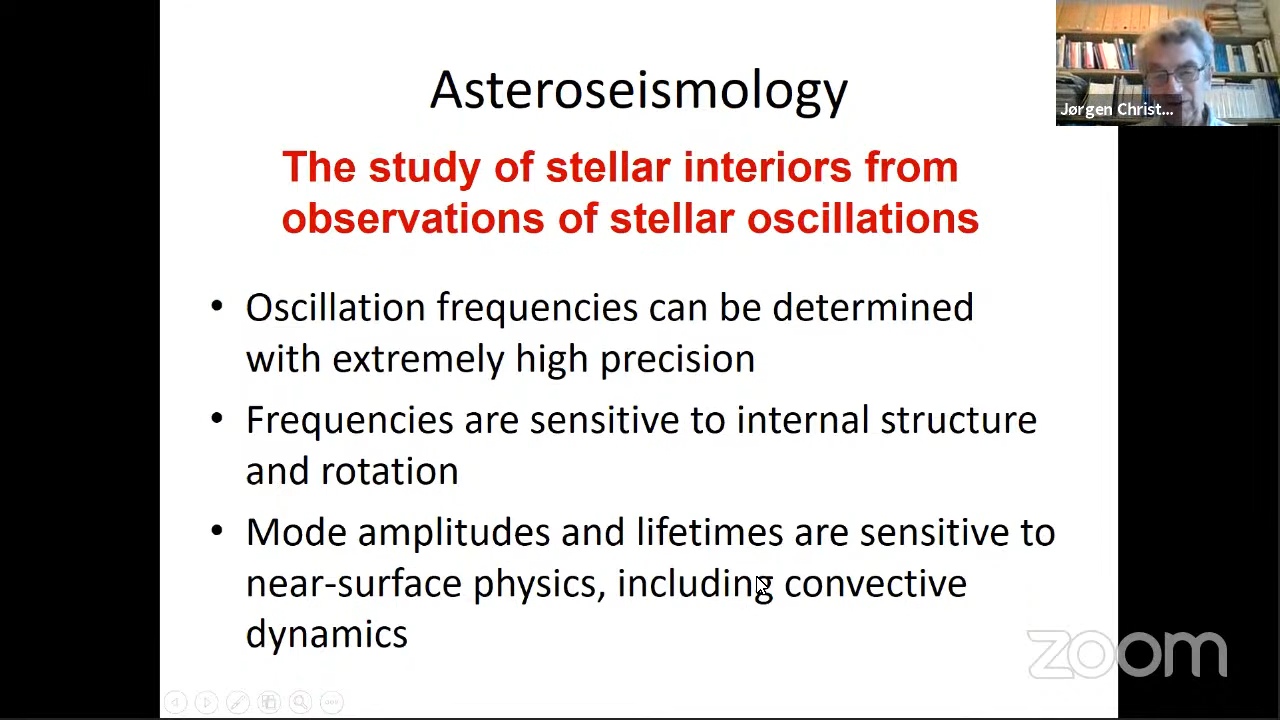 Asteroseismology
Jørgen Christ...
The study of stellar interiors from
observations of stellar oscillations
• Oscillation frequencies can be determined
with extremely high precision
• Frequencies are sensitive to internal structure
and rotation
• Mode amplitudes and lifetimes are sensitive to
near-surface physics, including convective
dynamics
zoom